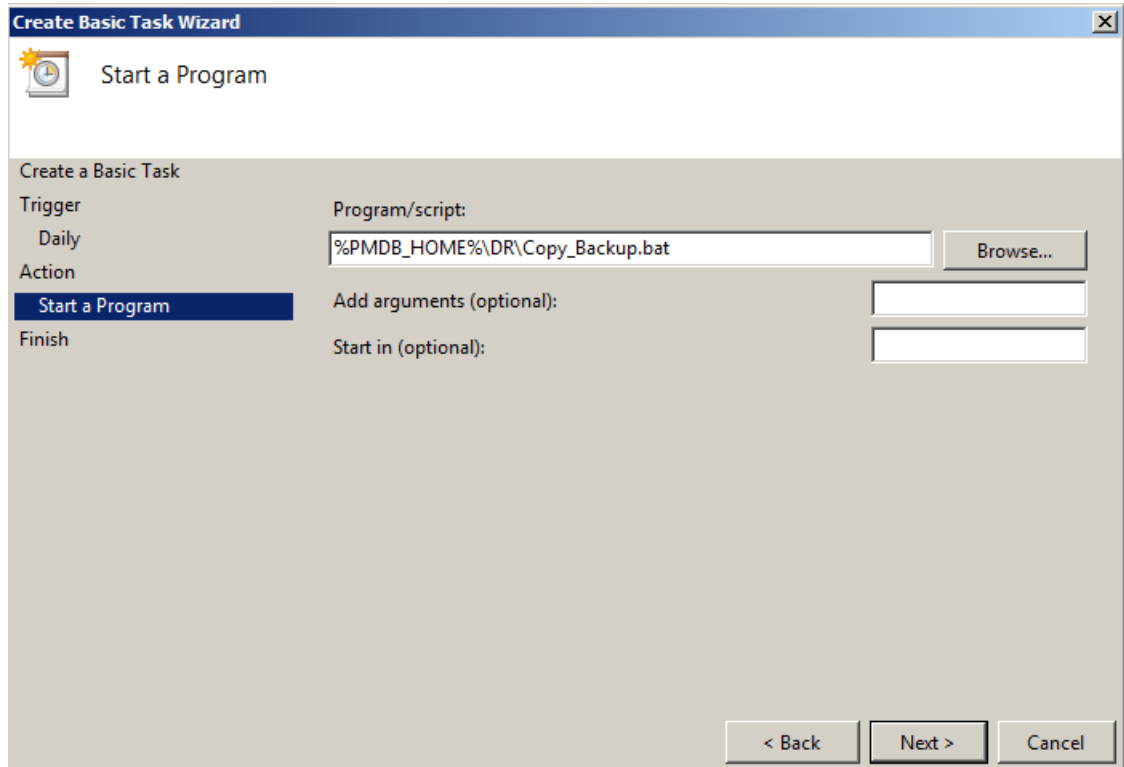 Create Basic Task Wizard
Start a Program
Create a Basic Task
Trigger
Daily
Action
Start a Program
Finish
Program/script:
%PMDB_HOME%\DR\Copy_Backup.bat
Browse...
Add arguments (optional):
Start in (optional):
< Back
Next >
Cancel